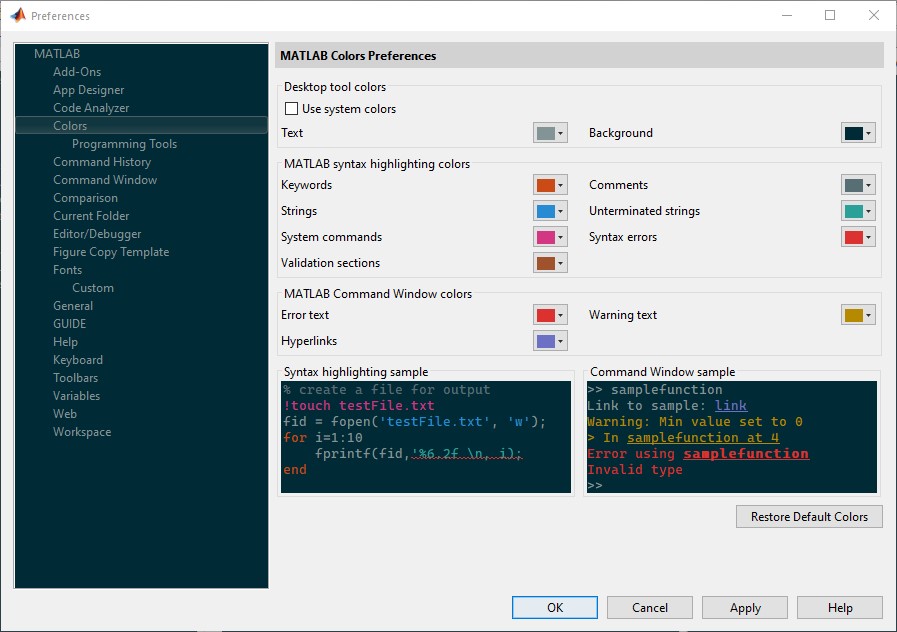 Preferences
MATLAB
Add-Ons
App Designer
Code Analyzer
Colors
Programming Tools
Command History
Command Window
Comparison
Current Folder
Editor/Debugger
Figure Copy Template
Fonts
Custom
General
GUIDE
Help
Keyboard
Toolbars
Variables
Web
Workspace
MATLAB Colors Preferences
Desktop tool colors
Use system colors
Text Background
MATLAB syntax highlighting colors
Keywords Comments
Strings Unterminated strings
System commands Syntax errors
Validation sections
MATLAB Command Window colors
Error text Warning text
Hyperlinks
Syntax highlighting sample
% create a file for output
!touch testFile.txt
fid = fopen('testFile.txt', 'w');
for i=1:10
fprintf(fid,'%6.2f \n, i);
end
Command Window sample
>> samplefunction
Link to sample: link
Warning: Min value set to 0
> In samplefunction at 4
Error using samplefunction
Invalid type
>>
Restore Default Colors
OK Cancel Apply Help